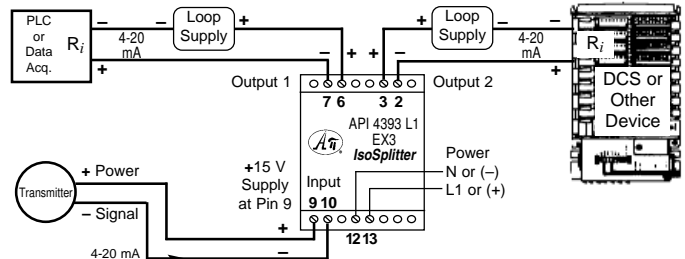 PLC
or
Data
Acq.
Ri
– –
4-20
mA
+
Loop
Supply
+
– +
+ –
+
Loop
Supply
– –
4-20
mA
+
Ri
DCS or
Other
Device
Output 1
7 6
3 2
Output 2
API 4393 L1
EX3
IsoSplitter
+15 V
Supply
at Pin 9
Input
9 10
Power
N or (–)
L1 or (+)
12 13
Transmitter
+ Power
– Signal
+
–
4-20 mA